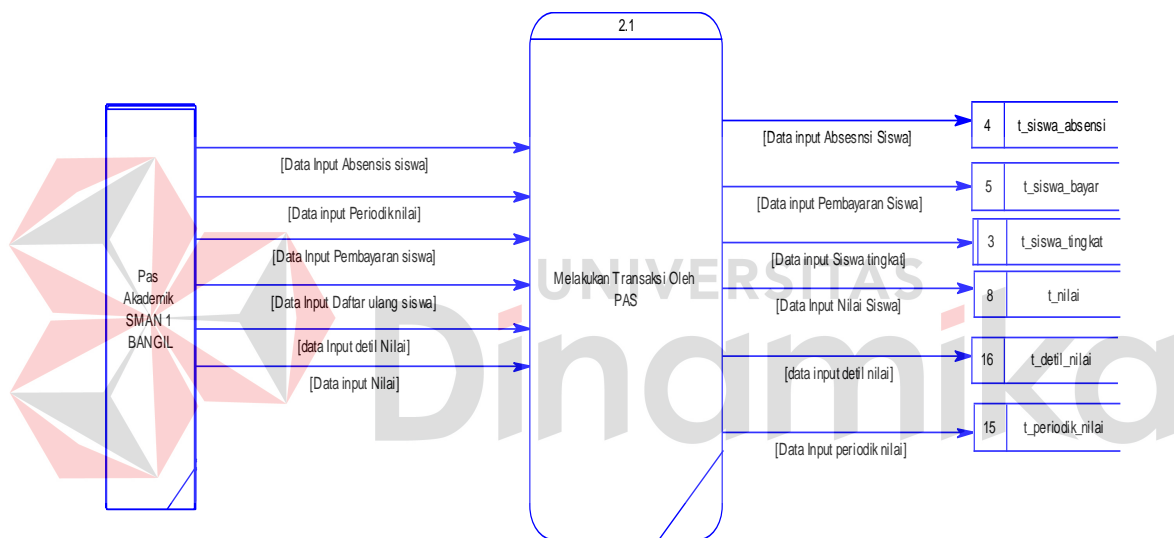 2.1
Pas
Akademik
SMAN 1
BANGIL
[Data Input Absensis siswa]
[Data input Periodik nilai]
[Data Input Pembayaran siswa]
[Data Input Daftar ulang siswa]
[data Input detil Nilai]
[Data input Nilai]
Melakukan Transaksi Oleh
PAS
[Data input Absesnsi Siswa]
[Data input Pembayaran Siswa]
[Data input Siswa tingkat]
[Data Input Nilai Siswa]
[data input detil nilai]
[Data Input periodik nilai]
4 t_siswa_absensi
5 t_siswa_bayar
3 t_siswa_tingkat
8 t_nilai
16 t_detil_nilai
15 t_periodik_nilai
UNIVERSITAS
Dinamika